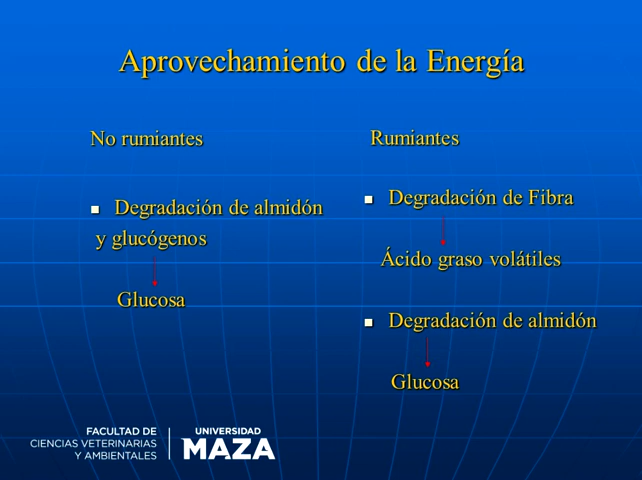 Aprovechamiento de la Energía
No rumiantes
Degradación de almidón
y glucógenos
Glucosa
Rumiantes
Degradación de Fibra
Ácido graso volátiles
Degradación de almidón
Glucosa
FACULTAD DE
CIENCIAS VETERINARIAS
Y AMBIENTALES
UNIVERSIDAD
MAZA